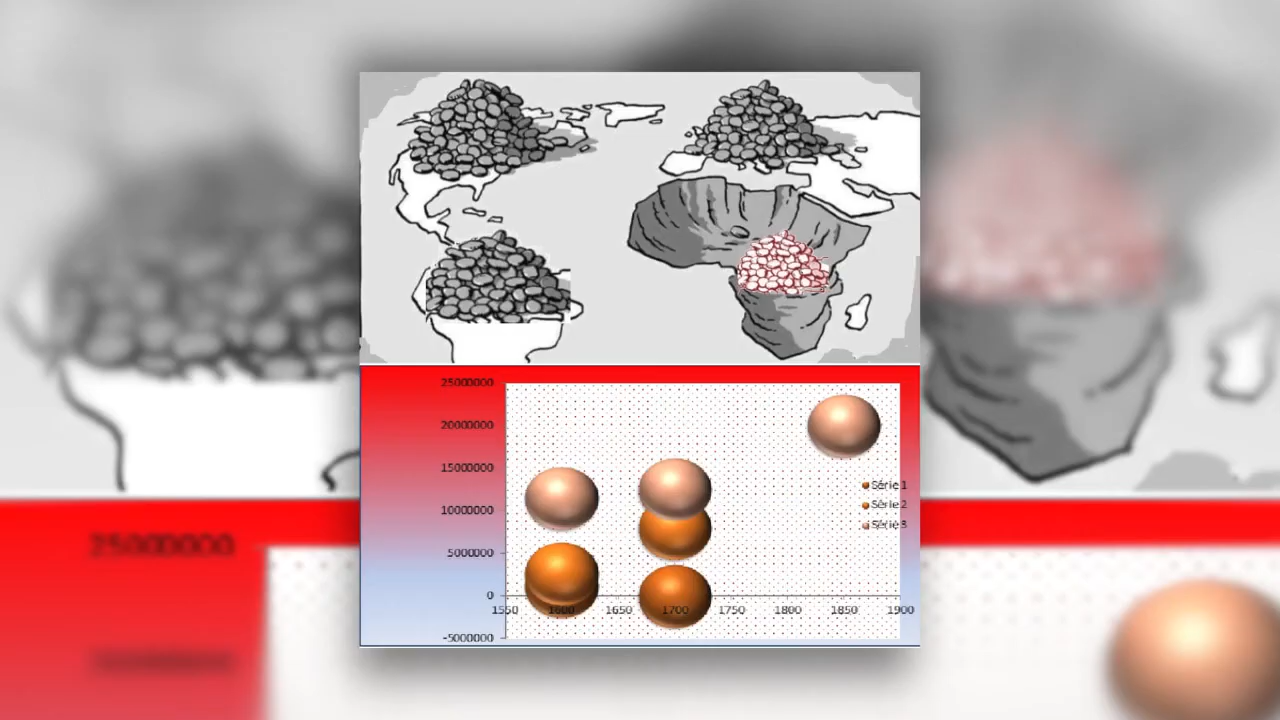 25000000
20000000
15000000
10000000
5000000
0
-5000000
1550 1600 1650 1700 1750 1800 1850 1900
Série 1
Série 2
Série 3
25000000